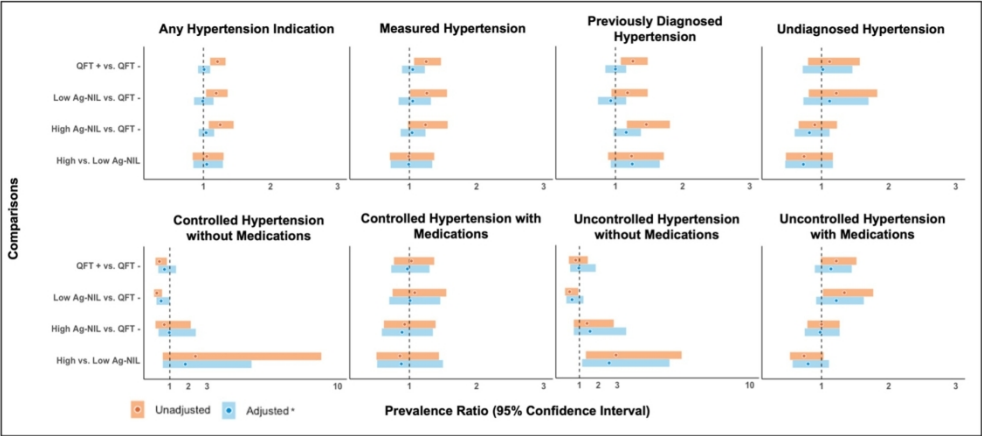 Any Hypertension Indication
Measured Hypertension
Previously Diagnosed
Hypertension
Undiagnosed Hypertension
Comparisons
QFT + vs. QFT -
Low Ag-NIL vs. QFT -
High Ag-NIL vs. QFT -
High vs. Low Ag-NIL
1 2 3
1 2 3
1 2 3
1 2 3
Controlled Hypertension
without Medications
Controlled Hypertension with
Medications
Uncontrolled Hypertension
without Medications
Uncontrolled Hypertension
with Medications
QFT + vs. QFT -
Low Ag-NIL vs. QFT -
High Ag-NIL vs. QFT -
High vs. Low Ag-NIL
1 2 3 10
1 2 3
1 2 3 10
1 2 3
Unadjusted
Adjusted *
Prevalence Ratio (95% Confidence Interval)